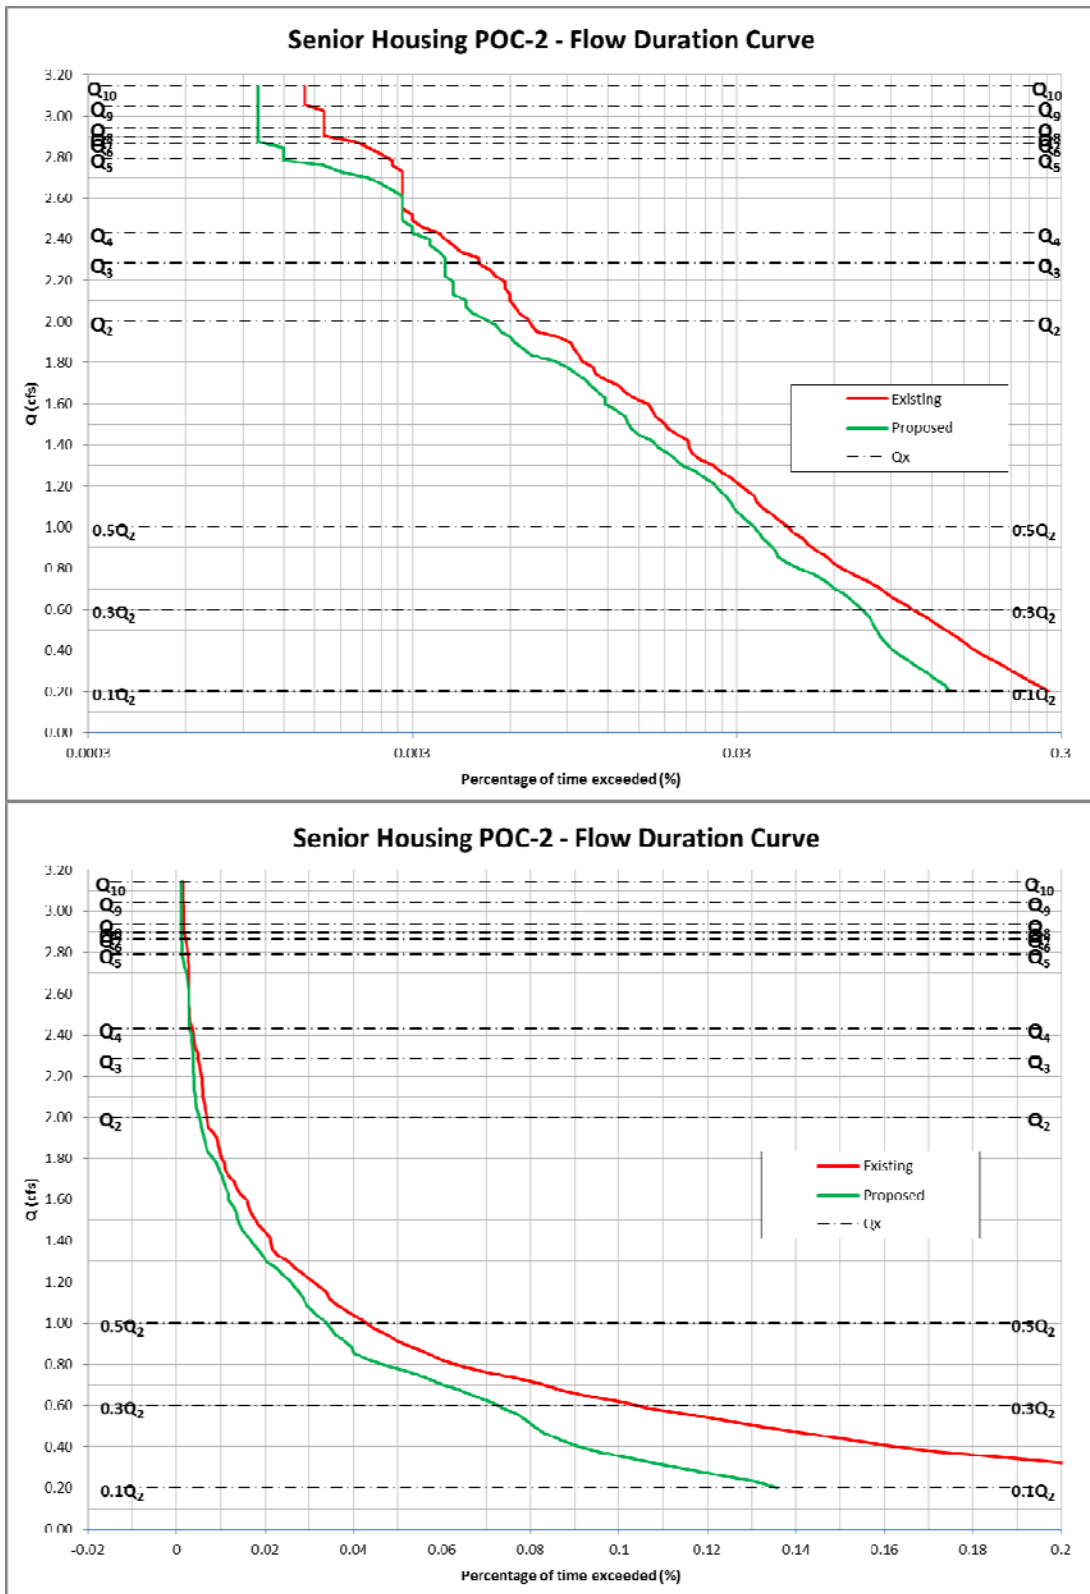 Senior Housing POC-2 - Flow Duration Curve
3.20
Q10 Q10
Q9 Q9
3.00
2.80
Q5 Q5
2.60
2.40
Q4 Q4
Q3 Q3
2.20
2.00
Q2 Q2
1.80
Q (cfs)
1.60
Existing
Proposed
Qx
1.40
1.20
1.00
0.5Q2 0.5Q2
0.80
0.60
0.3Q2 0.3Q2
0.40
0.20
0.1Q2 0.1Q2
0.00
0.0003 0.003 0.03 0.3
Percentage of time exceeded (%)
Senior Housing POC-2 - Flow Duration Curve
3.20
Q10 Q10
Q9 Q9
3.00
2.80
Q5 Q5
2.60
2.40
Q4 Q4
Q3 Q3
2.20
2.00
Q2 Q2
1.80
Q (cfs)
1.60
Existing
Proposed
Qx
1.40
1.20
1.00
0.5Q2 0.5Q2
0.80
0.60
0.3Q2 0.3Q2
0.40
0.20
0.1Q2 0.1Q2
0.00
-0.02 0 0.02 0.04 0.06 0.08 0.1 0.12 0.14 0.16 0.18 0.2
Percentage of time exceeded (%)